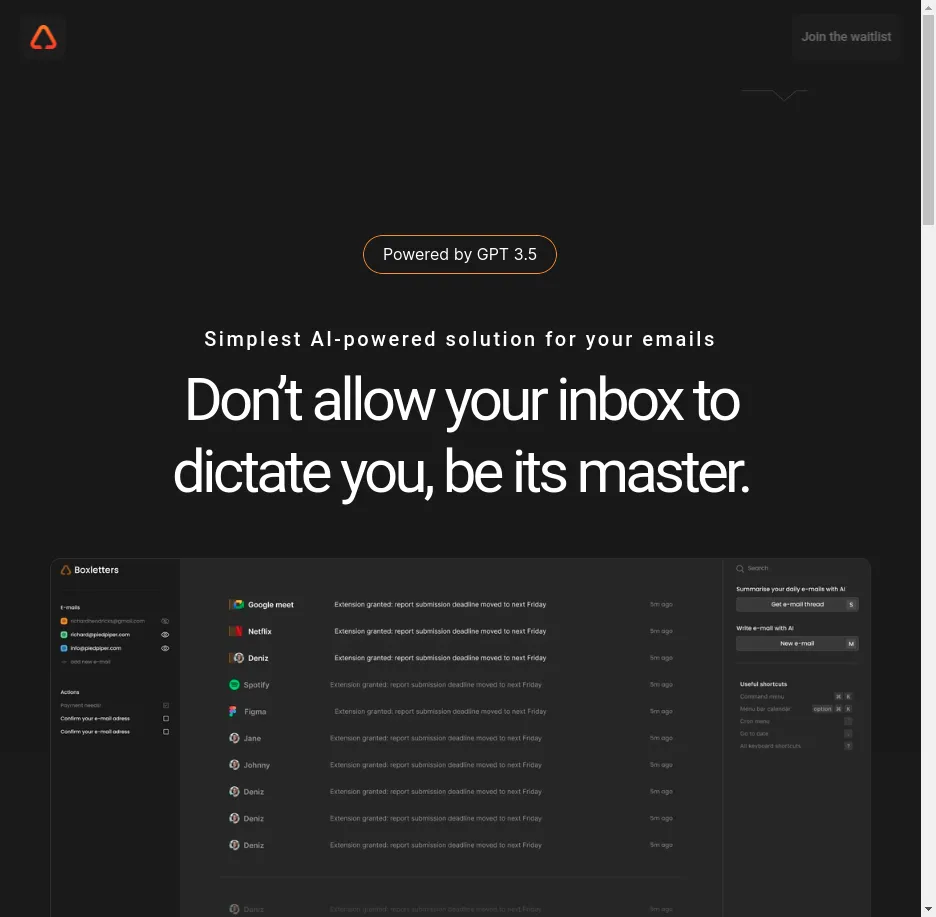 Join the waitlist
Powered by GPT 3.5
Simplest AI-powered solution for your emails
Don’t allow your inbox to
dictate you, be its master.
Boxletters
Search
Summarise your daily e-mails with AI
Get e-mail thread S
Write e-mail with AI
New e-mail M
Useful shortcuts
Command menu ⌘ K
Menu bar calendar option ⌘ K
Cron menu
Go to date
All keyboard shortcuts ?
E-mails
richard@piedpiper.com
info@piedpiper.com
add new e-mail
Actions
Payment needs!
Confirm your e-mail adress
Confirm your e-mail adress
Google meet Extension granted: report submission deadline moved to next Friday 5m ago
Netflix Extension granted: report submission deadline moved to next Friday 5m ago
Deniz Extension granted: report submission deadline moved to next Friday 5m ago
Spotify Extension granted: report submission deadline moved to next Friday 5m ago
Figma Extension granted: report submission deadline moved to next Friday 5m ago
Jane Extension granted: report submission deadline moved to next Friday 5m ago
Johnny Extension granted: report submission deadline moved to next Friday 5m ago
Deniz Extension granted: report submission deadline moved to next Friday 5m ago
Deniz Extension granted: report submission deadline moved to next Friday 5m ago
Deniz Extension granted: report submission deadline moved to next Friday 5m ago
Deniz Extension granted: report submission deadline moved to next Friday 5m ago